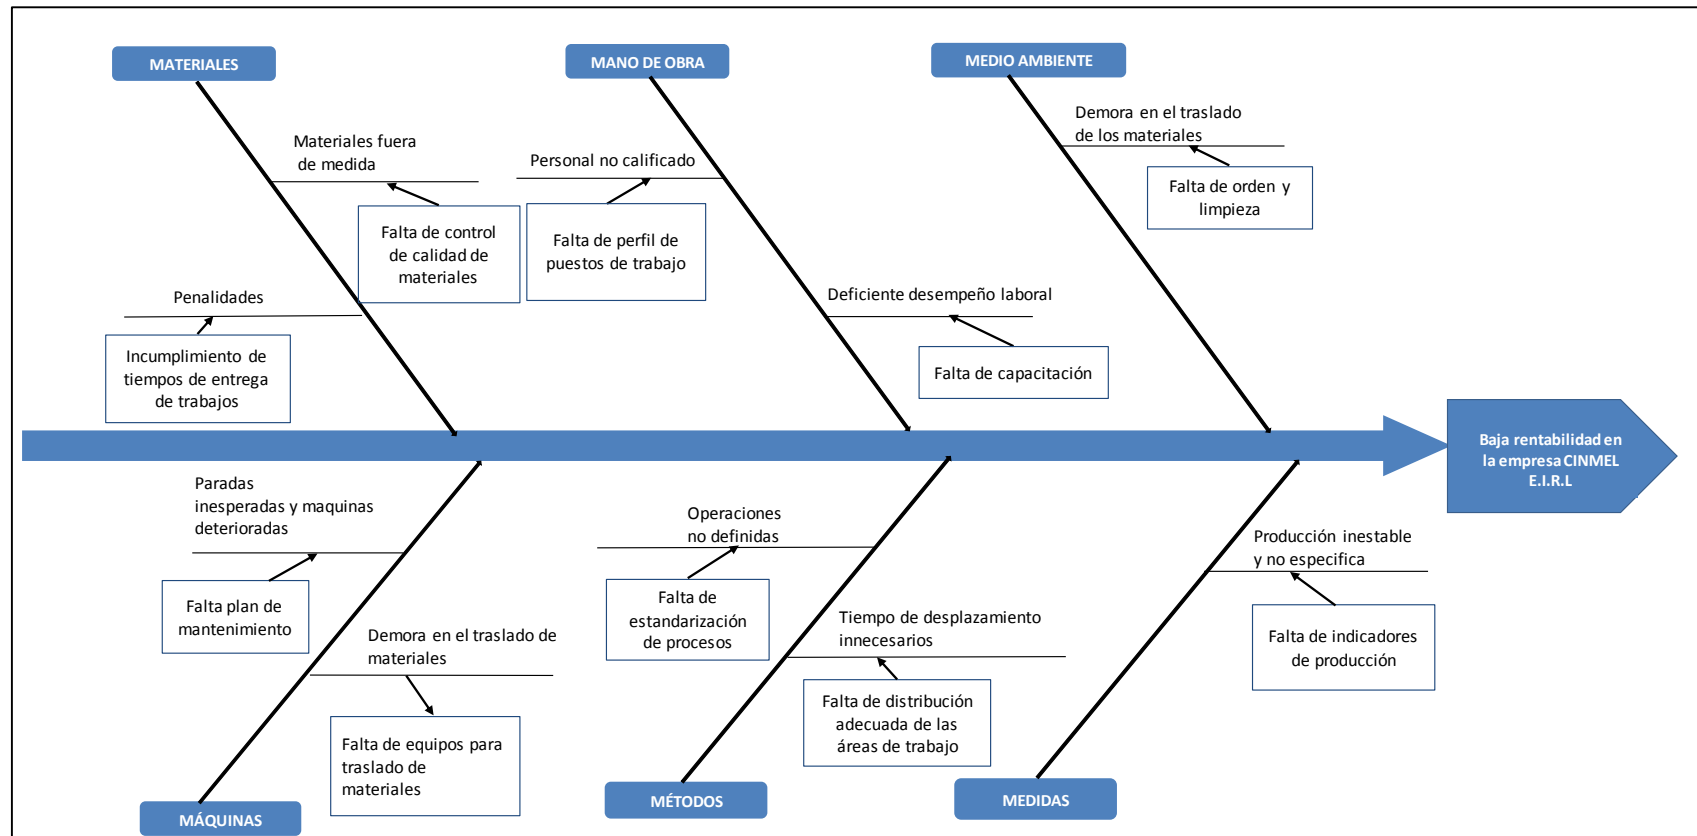 MATERIALES
MANO DE OBRA
MEDIO AMBIENTE
Materiales fuera
de medida
Falta de control
de calidad de
materiales
Penalidades
Incumplimiento de
tiempos de entrega
de trabajos
Personal no calificado
Falta de perfil de
puestos de trabajo
Deficiente desempeño laboral
Falta de capacitación
Demora en el traslado
de los materiales
Falta de orden y
limpieza
Baja rentabilidad en
la empresa CINMEL
E.I.R.L
Paradas
inesperadas y maquinas
deterioradas
Falta plan de
mantenimiento
Demora en el traslado de
materiales
Falta de equipos para
traslado de
materiales
Operaciones
no definidas
Falta de
estandarización
de procesos
Tiempo de desplazamiento
innecesarios
Falta de distribución
adecuada de las
áreas de trabajo
Producción inestable
y no especifica
Falta de indicadores
de producción
MÁQUINAS
MÉTODOS
MEDIDAS